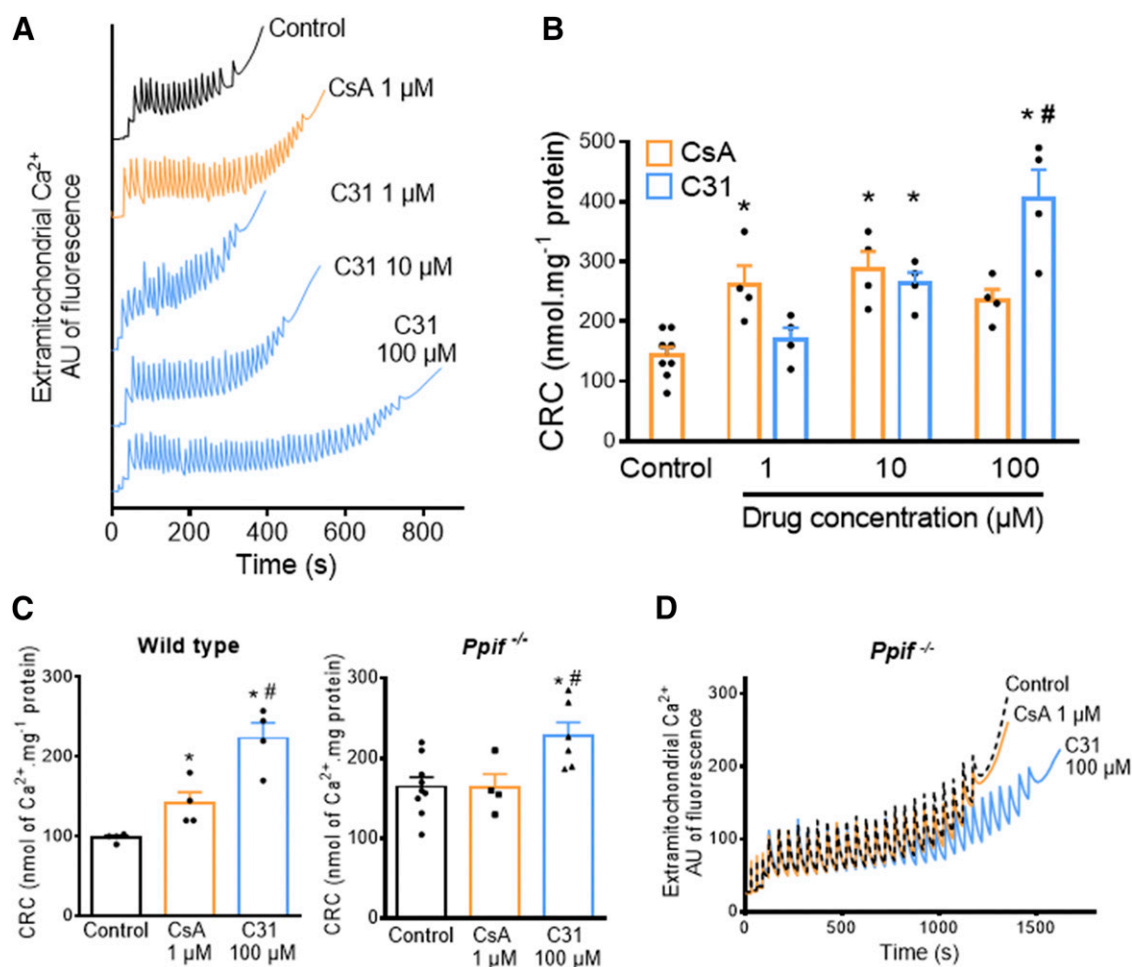 A
Control
CsA 1 µM
C31 1 µM
C31 10 µM
C31
100 µM
Extramitochondrial Ca2+
AU of fluorescence
0 200 400 600 800
Time (s)
B
* #
CsA
C31
* * *
CRC (nmol.mg-1 protein)
500
400
300
200
100
0
Control 1 10 100
Drug concentration (µM)
C
Wild type
CRC (nmol of Ca2+.mg-1 protein)
300
200
100
0
*
* #
Control CsA 1 µM C31 100 µM
Ppif -/-
CRC (nmol of Ca2+.mg protein)
300
200
100
0
* #
Control CsA 1 µM C31 100 µM
D
Ppif -/-
Extramitochondrial Ca2+
AU of fluorescence
300
200
100
0
Control
CsA 1 µM
C31
100 µM
0 500 1000 1500
Time (s)